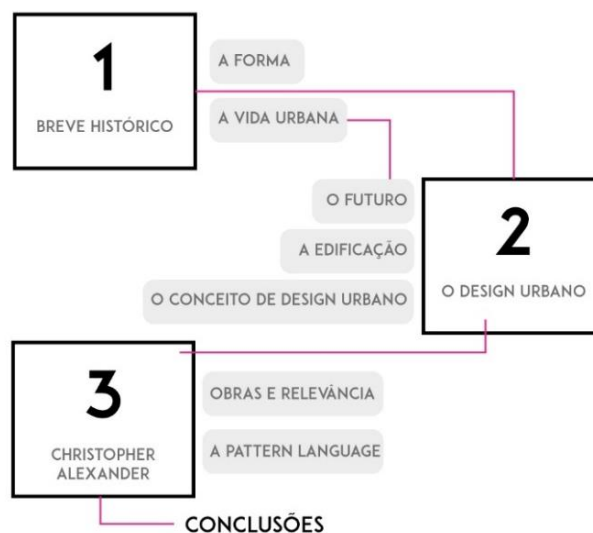 1
BREVE HISTÓRICO
A FORMA
A VIDA URBANA
O FUTURO
A EDIFICAÇÃO
O CONCEITO DE DESIGN URBANO
2
O DESIGN URBANO
3
CHRISTOPHER
ALEXANDER
OBRAS E RELEVÂNCIA
A PATTERN LANGUAGE
CONCLUSÕES